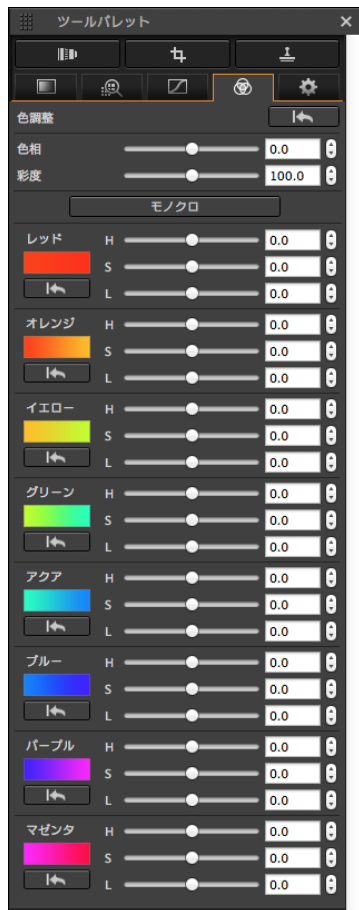 ツールパレット ×
色調整
色相 0.0
彩度 100.0
モノクロ
レッド H 0.0
S 0.0
L 0.0
オレンジ H 0.0
S 0.0
L 0.0
イエロー H 0.0
S 0.0
L 0.0
グリーン H 0.0
S 0.0
L 0.0
アクア H 0.0
S 0.0
L 0.0
ブルー H 0.0
S 0.0
L 0.0
パープル H 0.0
S 0.0
L 0.0
マゼンタ H 0.0
S 0.0
L 0.0